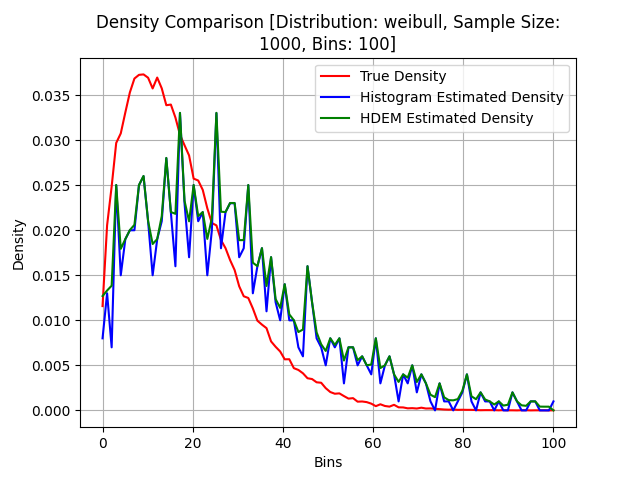 Density Comparison [Distribution: weibull, Sample Size:
1000, Bins: 100]
True Density
Histogram Estimated Density
HDEM Estimated Density
Density
0.035
0.030
0.025
0.020
0.015
0.010
0.005
0.000
0 20 40 60 80 100
Bins